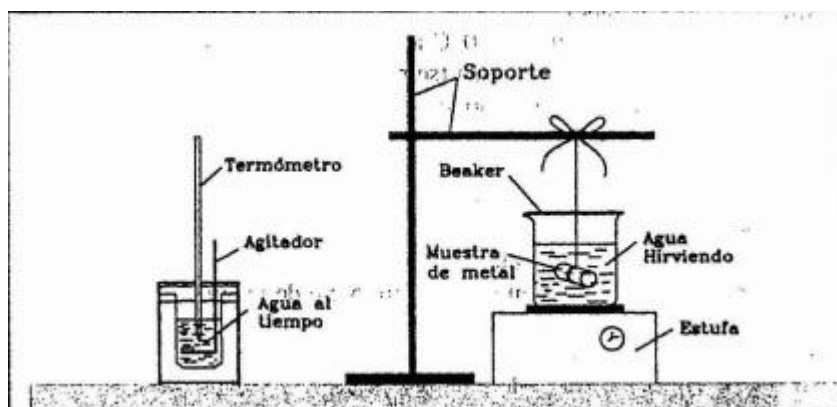 Soporte
Termómetro
Beaker
Agitador
Muestra
de metal
Agua
Hirviendo
Agua al
tiempo
Estufa